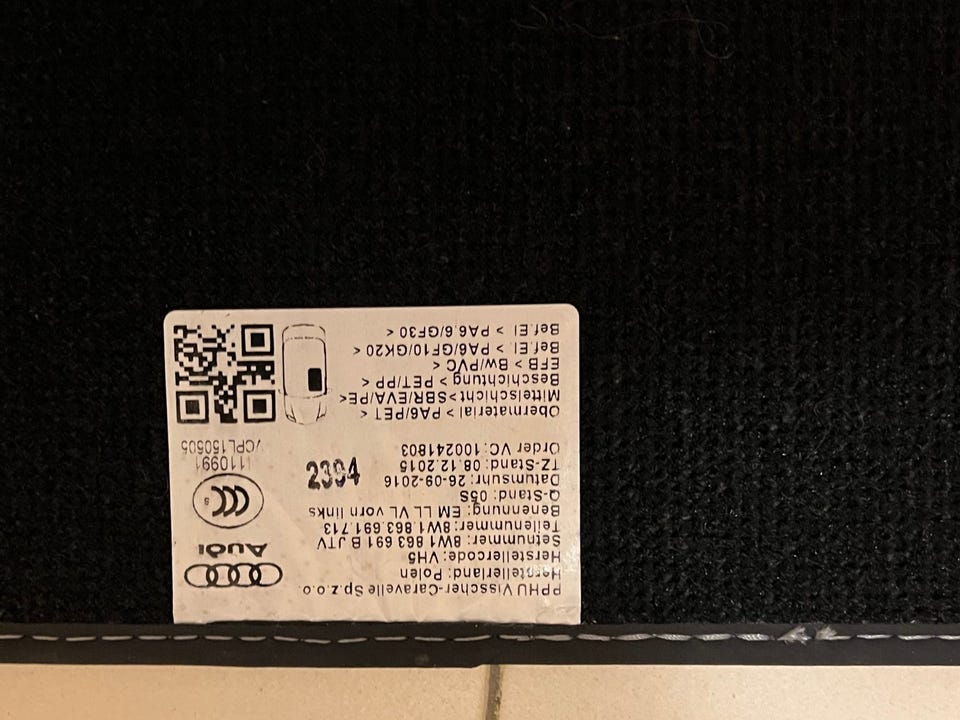 PPHU Visscher-Caravelle Sp.z.o.o.
Herstellerland: Polen
Herstellercode: VH5
Setnummer: 8W1 863 691 B JTV
Teilenummer: 8W1.863.691.713
Benennung: EM LL VL vorn links
Q-Stand: 05S
Datumsuhr: 26-09-2016
TZ-Stand: 08.12.2015
Order VC: 100241803
Obermaterial > PA6/PET <
Mittelschicht>SBR/EVA/PE<
Beschichtung > PET/PP <
EFB > Bw/PVC <
Bef.El. > PA6/GF10/GK20 <
Bef.El > PA6.6/GF30 <
Audi
CCC S
I110991
VCPL150505
2394